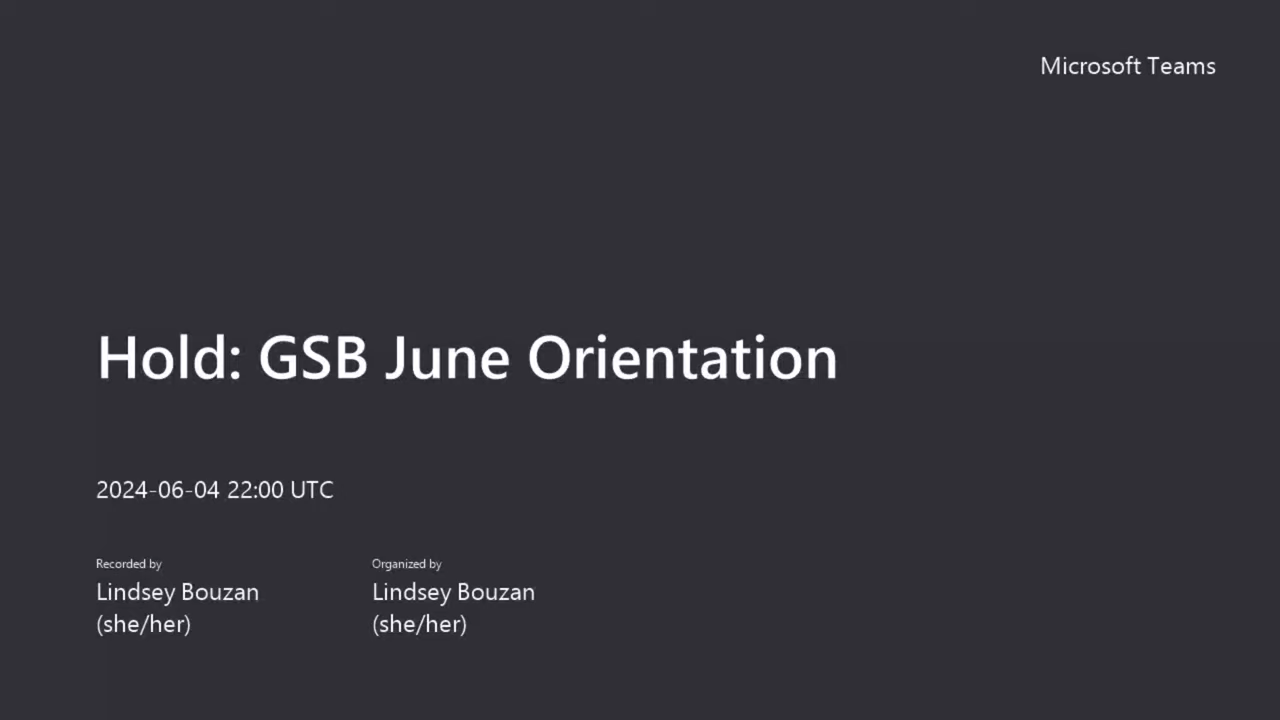 Microsoft Teams
Hold: GSB June Orientation
2024-06-04 22:00 UTC
Recorded by
Lindsey Bouzan
(she/her)
Organized by
Lindsey Bouzan
(she/her)